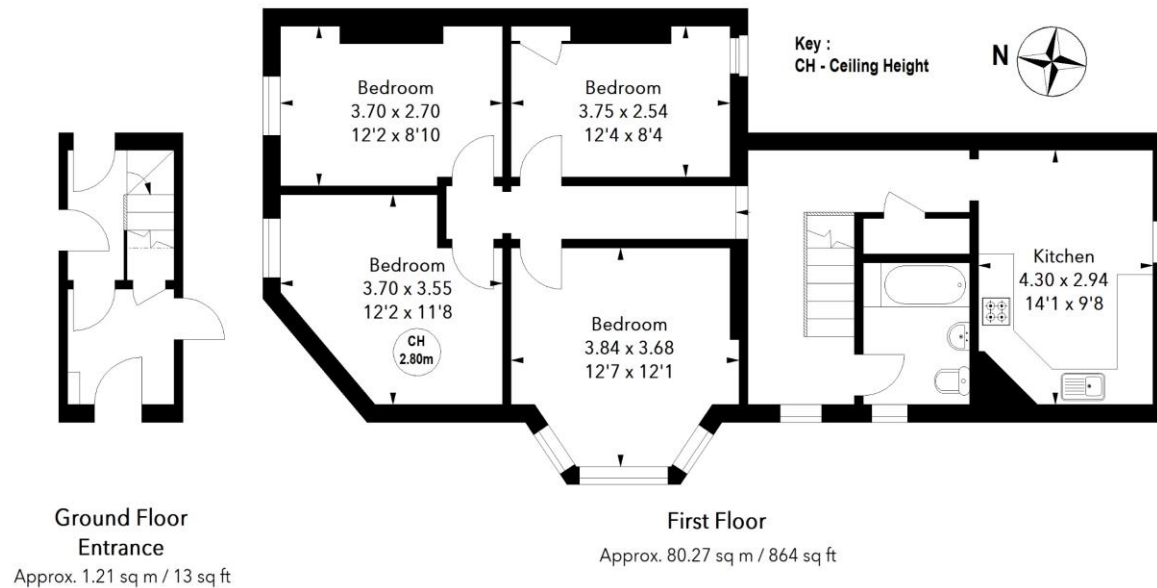 Key :
CH - Ceiling Height
N
Bedroom
3.70 x 2.70
12'2 x 8'10
Bedroom
3.75 x 2.54
12'4 x 8'4
Bedroom
3.70 x 3.55
12'2 x 11'8
CH
2.80m
Bedroom
3.84 x 3.68
12'7 x 12'1
Kitchen
4.30 x 2.94
14'1 x 9'8
Ground Floor
Entrance
Approx. 1.21 sq m / 13 sq ft
First Floor
Approx. 80.27 sq m / 864 sq ft